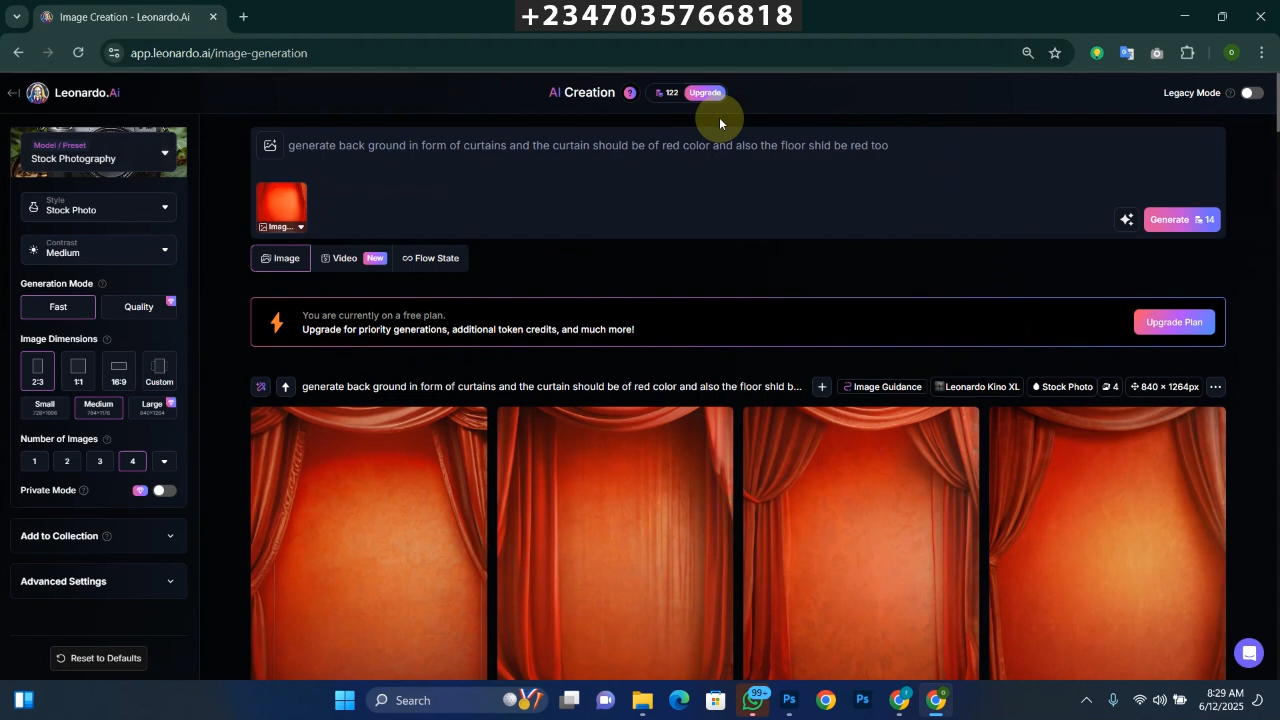 +2347035766818
Image Creation - Leonardo.Ai
app.leonardo.ai/image-generation
Leonardo.Ai
AI Creation ? 122 Upgrade
Legacy Mode
Model / Preset
Stock Photography
Style
Stock Photo
Contrast
Medium
Generation Mode
Fast
Quality
Image Dimensions
2:3
1:1
16:9
Custom
Small
Medium
Large
Number of Images
1
2
3
4
Private Mode
Add to Collection
Advanced Settings
Reset to Defaults
generate back ground in form of curtains and the curtain should be of red color and also the floor shld be red too
Imag...
Generate 14
Image
Video New
Flow State
You are currently on a free plan.
Upgrade for priority generations, additional token credits, and much more!
Upgrade Plan
generate back ground in form of curtains and the curtain should be of red color and also the floor shld b...
Image Guidance
Leonardo Kino XL
Stock Photo
4
840 × 1264px
Search
99+
Ps
Ps
8:29 AM
6/12/2025